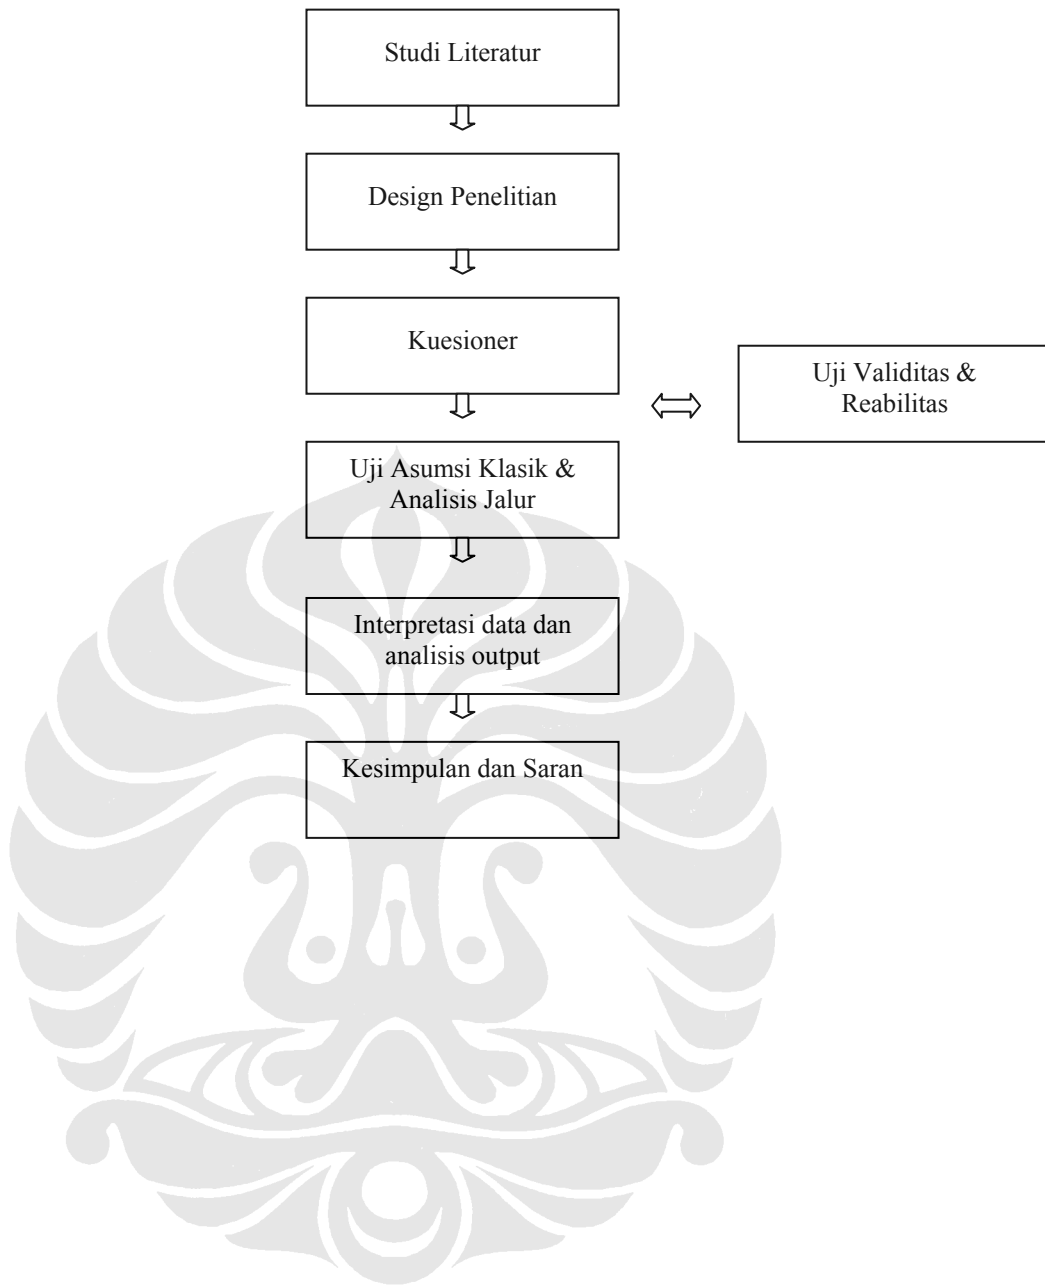 Studi Literatur
Design Penelitian
Kuesioner
Uji Validitas &
Reabilitas
Uji Asumsi Klasik &
Analisis Jalur
Interpretasi data dan
analisis output
Kesimpulan dan Saran